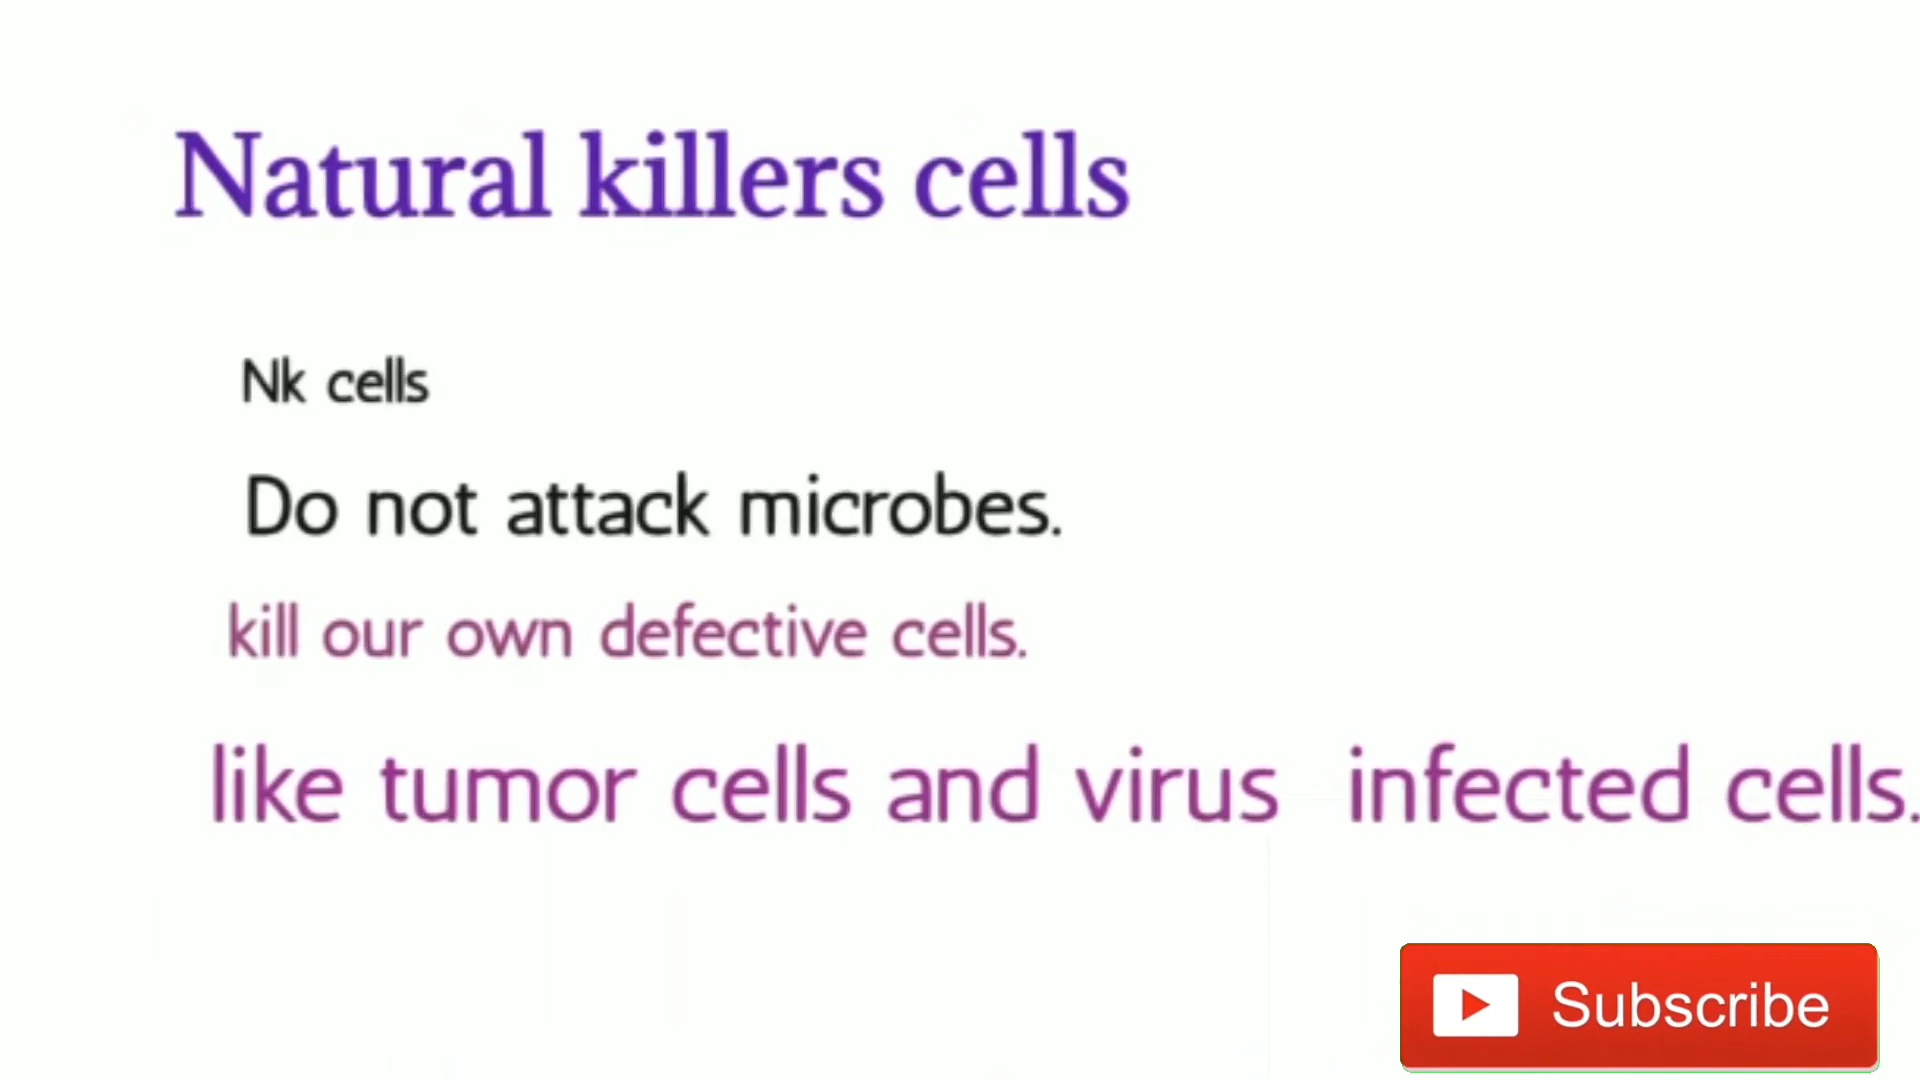 Natural killers cells
Nk cells
Do not attack microbes.
kill our own defective cells.
like tumor cells and virus infected cells.
Subscribe